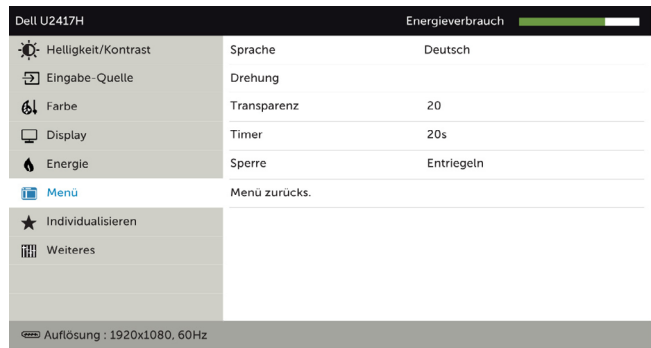 Dell U2417H Energieverbrauch
Helligkeit/Kontrast Sprache Deutsch
Eingabe-Quelle Drehung
Farbe Transparenz 20
Display Timer 20s
Energie Sperre Entriegeln
Menü Menü zurücks.
Individualisieren
Weiteres
Auflösung : 1920x1080, 60Hz